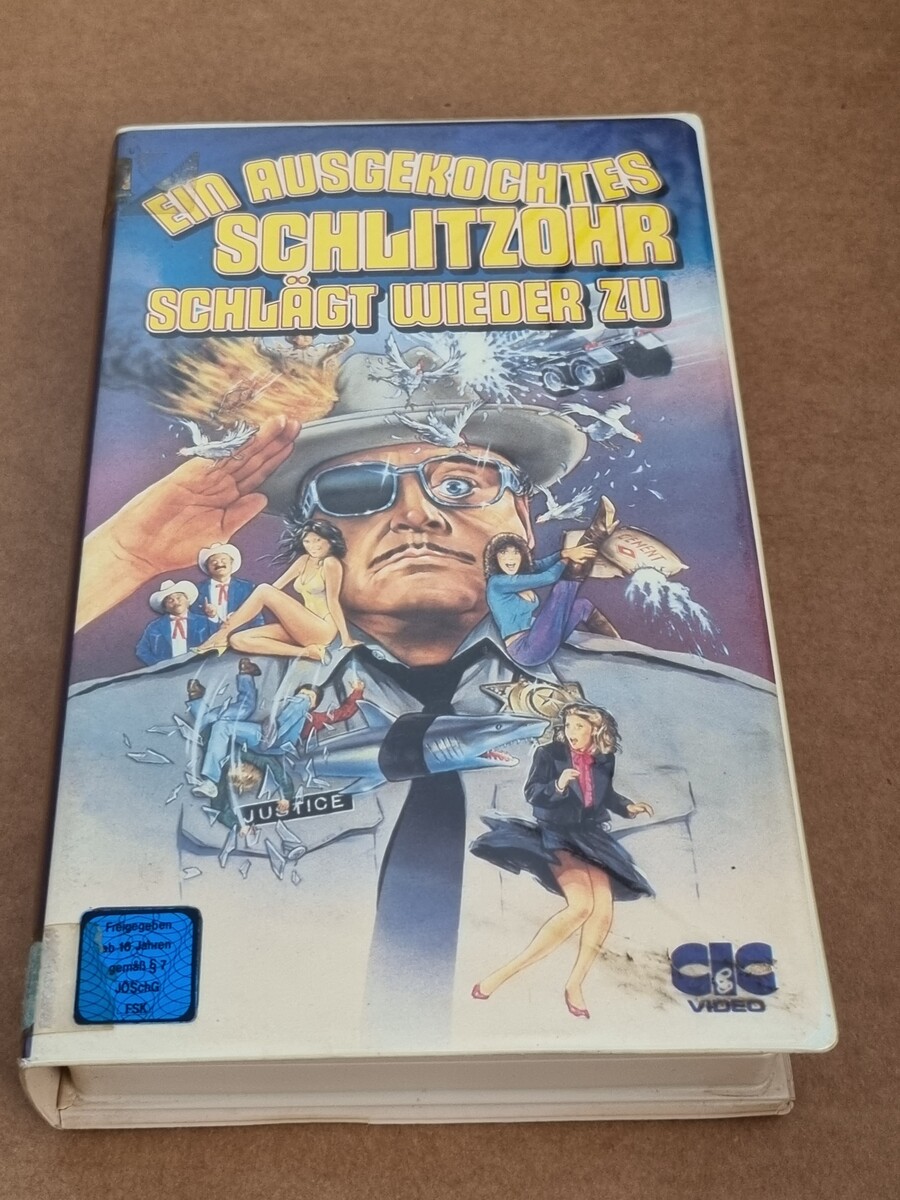 EIN AUSGEKOCHTES
SCHLITZOHR
SCHLÄGT WIEDER ZU
CEMENT
JUSTICE
Freigegeben
ab 16 Jahren
gemäß § 7
JÖSchG
FSK
CIC
VIDEO